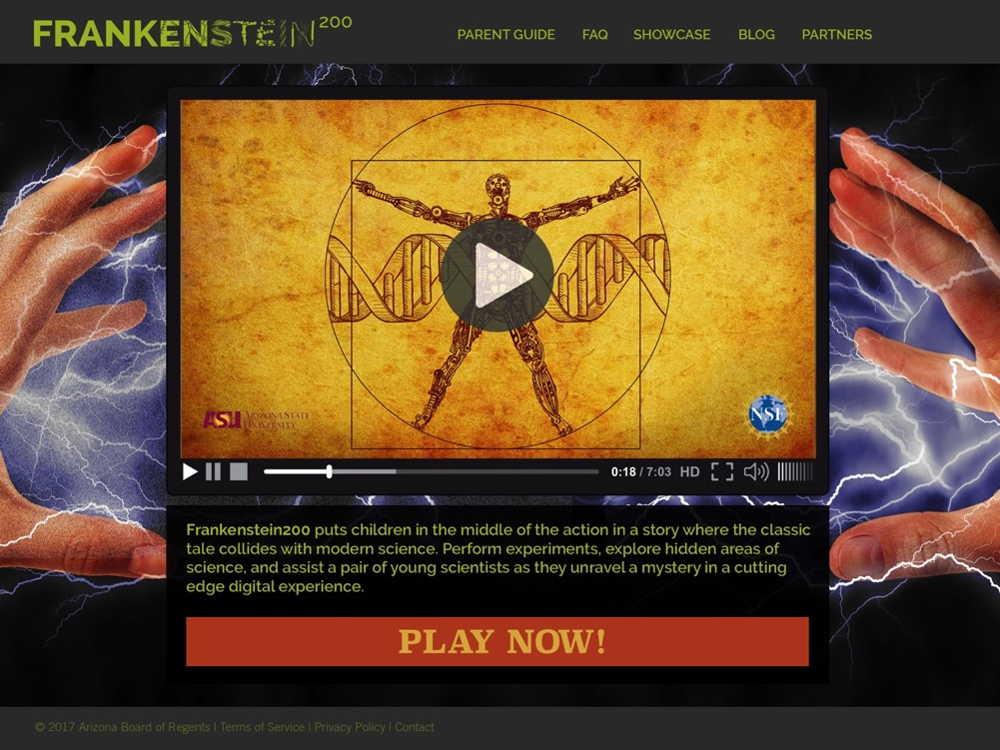 FRANKENSTEIN200
PARENT GUIDE FAQ SHOWCASE BLOG PARTNERS
ASU ARIZONA STATE
UNIVERSITY
NSF
0:18 / 7:03 HD
Frankenstein200 puts children in the middle of the action in a story where the classic
tale collides with modern science. Perform experiments, explore hidden areas of
science, and assist a pair of young scientists as they unravel a mystery in a cutting
edge digital experience.
PLAY NOW!
© 2017 Arizona Board of Regents | Terms of Service | Privacy Policy | Contact